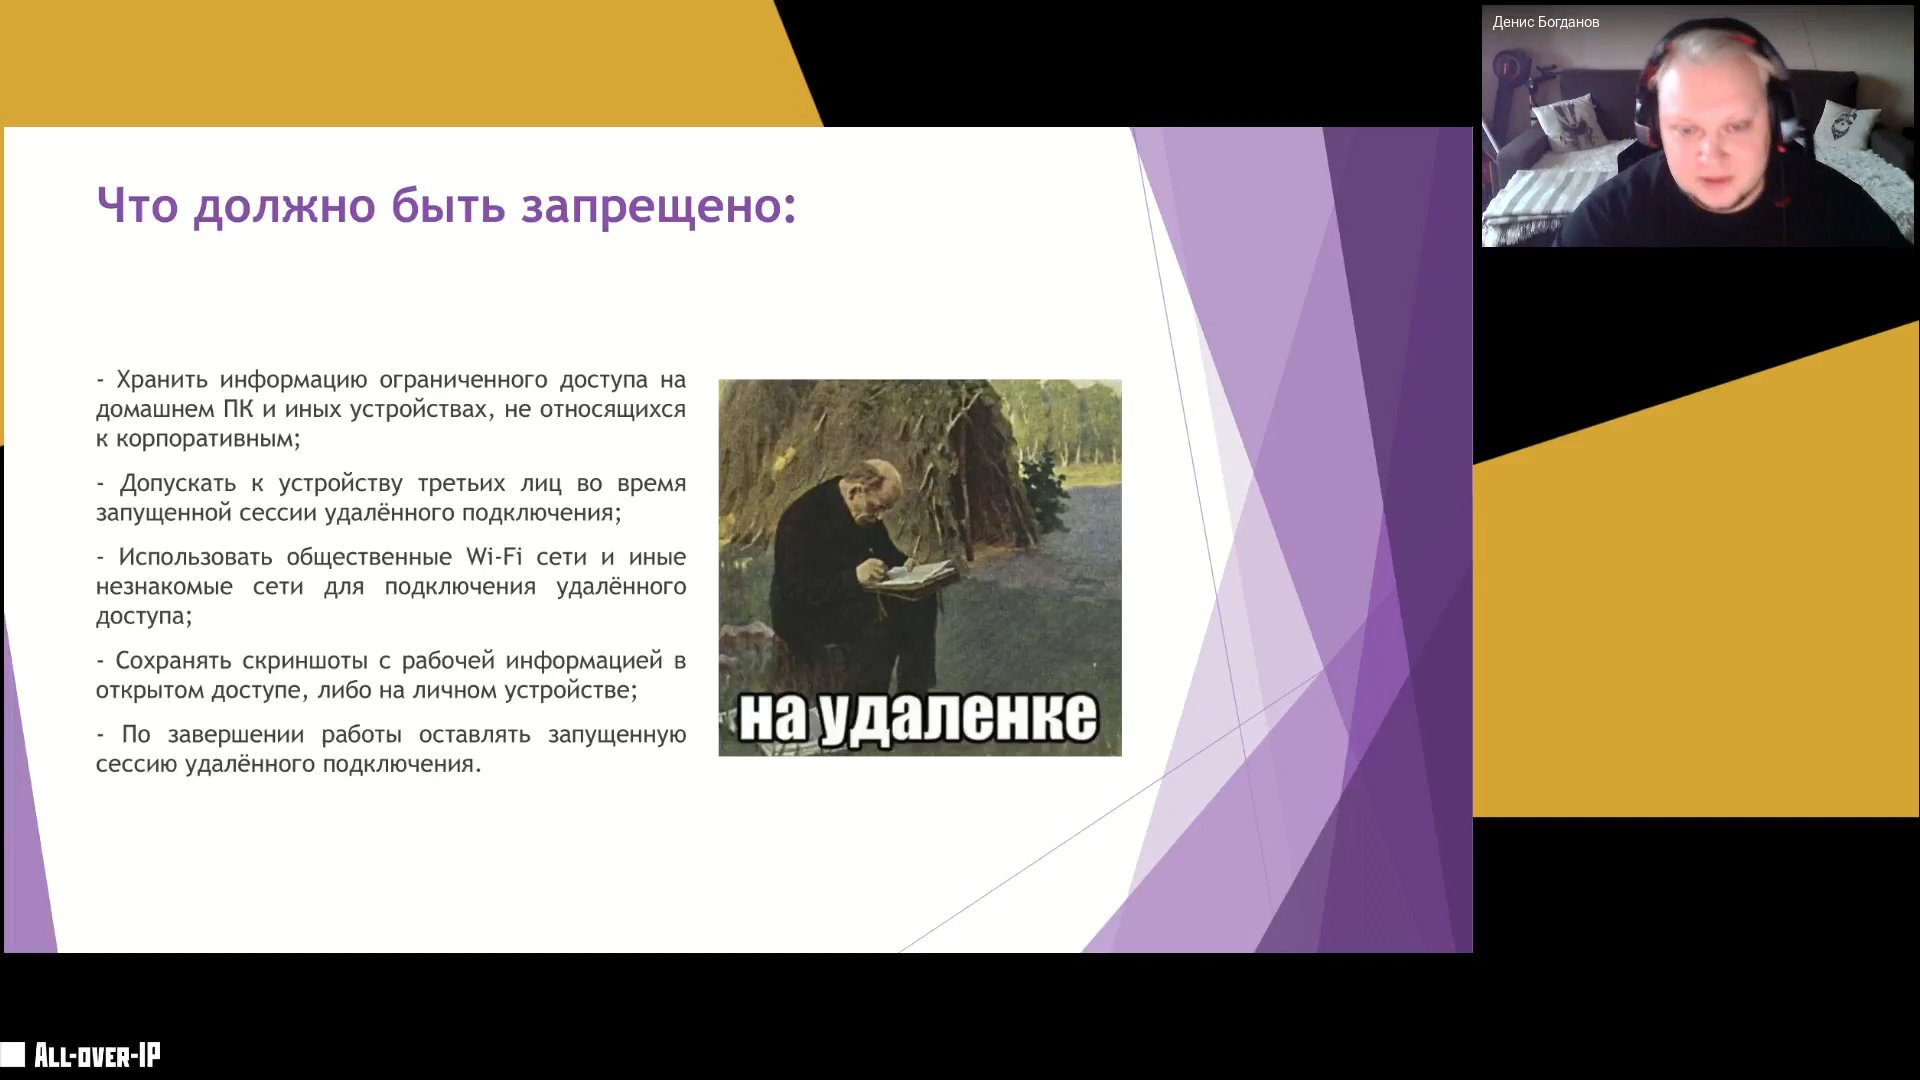 Денис Богданов
Что должно быть запрещено:
- Хранить информацию ограниченного доступа на
домашнем ПК и иных устройствах, не относящихся
к корпоративным;
- Допускать к устройству третьих лиц во время
запущенной сессии удалённого подключения;
- Использовать общественные Wi-Fi сети и иные
незнакомые сети для подключения удалённого
доступа;
- Сохранять скриншоты с рабочей информацией в
открытом доступе, либо на личном устройстве;
- По завершении работы оставлять запущенную
сессию удалённого подключения.
на удаленке
ALL-OVER-IP